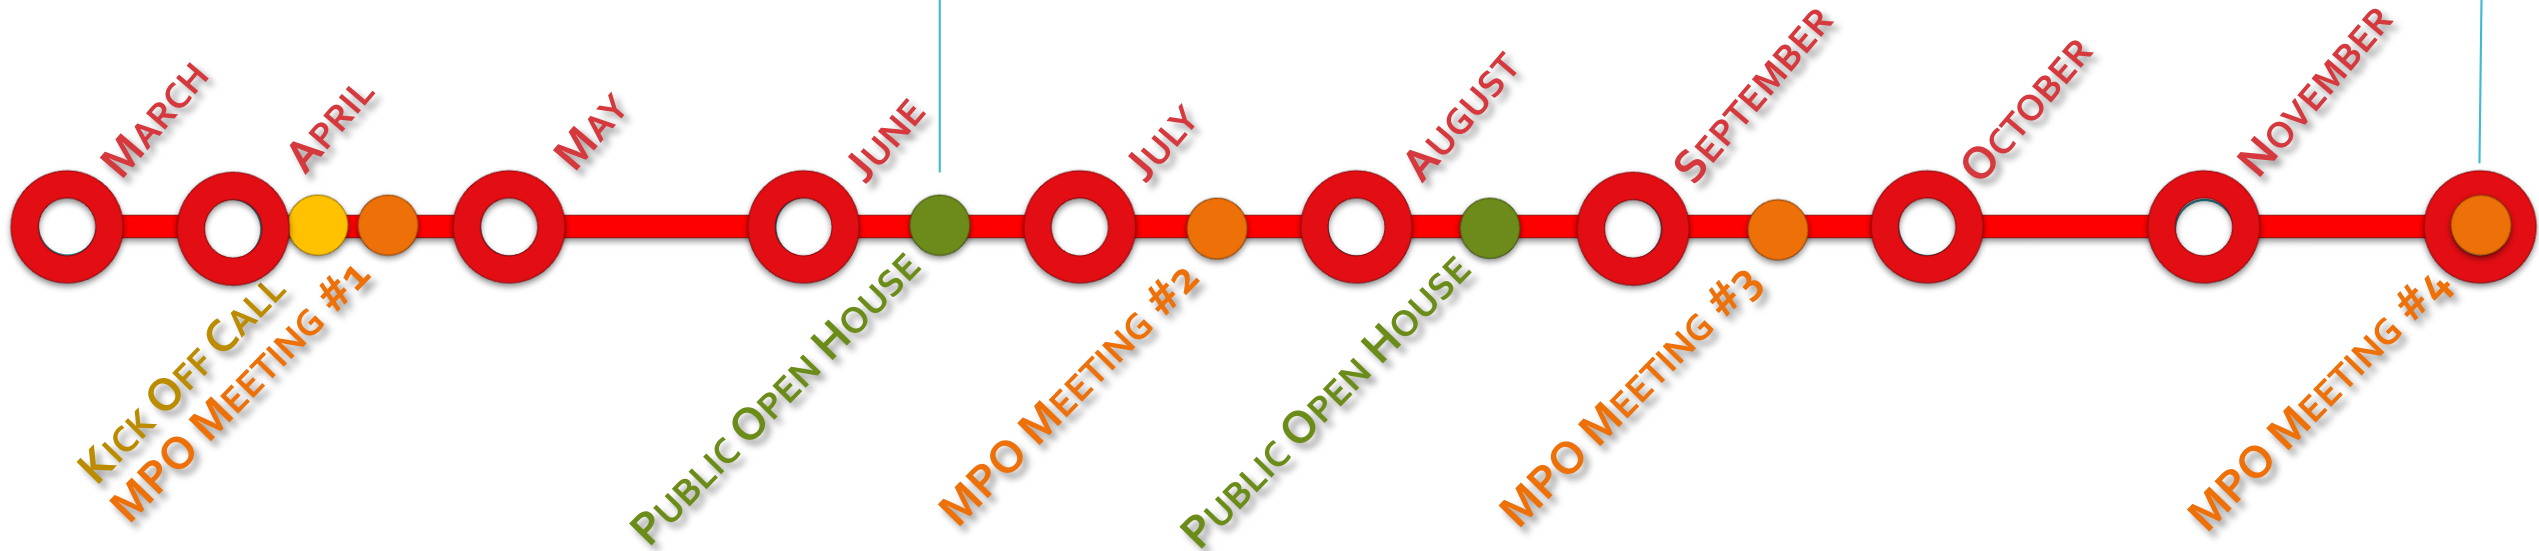 March
April
May
June
July
August
September
October
November
Kick Off Call
MPO Meeting #1
Public Open House
MPO Meeting #2
Public Open House
MPO Meeting #3
MPO Meeting #4